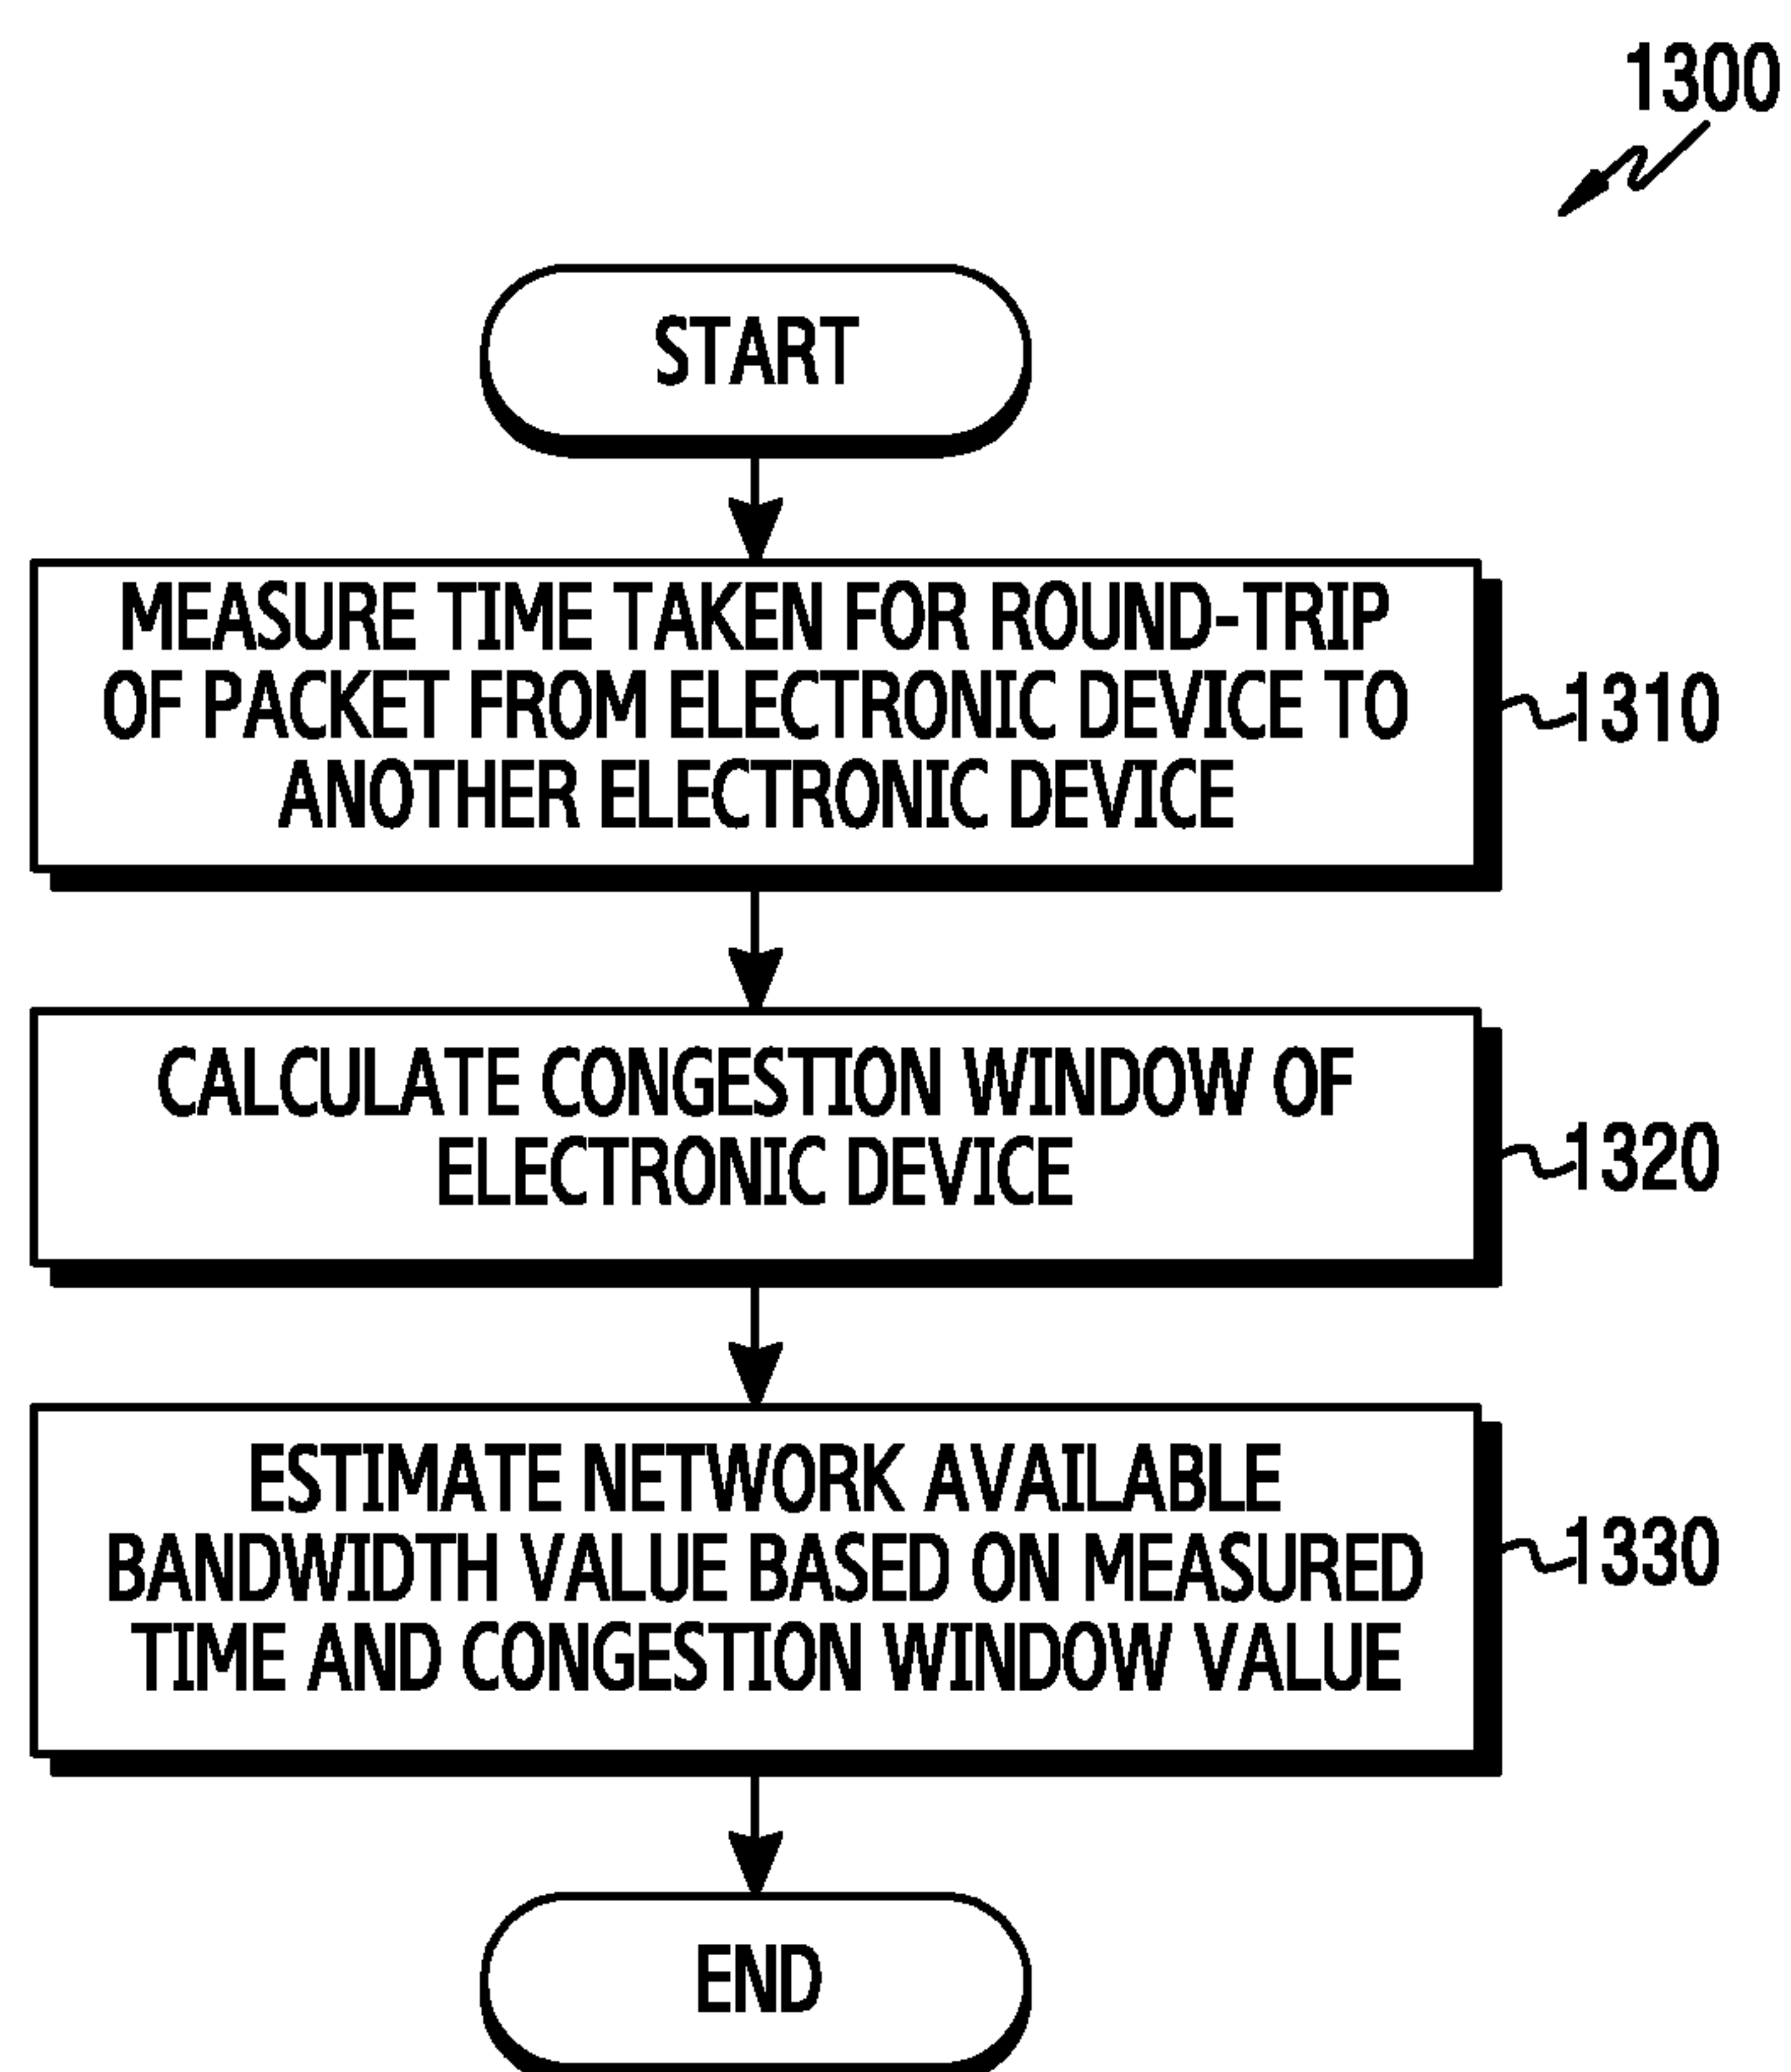 1300
START
MEASURE TIME TAKEN FOR ROUND-TRIP
OF PACKET FROM ELECTRONIC DEVICE TO
ANOTHER ELECTRONIC DEVICE
1310
CALCULATE CONGESTION WINDOW OF
ELECTRONIC DEVICE
1320
ESTIMATE NETWORK AVAILABLE
BANDWIDTH VALUE BASED ON MEASURED
TIME AND CONGESTION WINDOW VALUE
1330
END